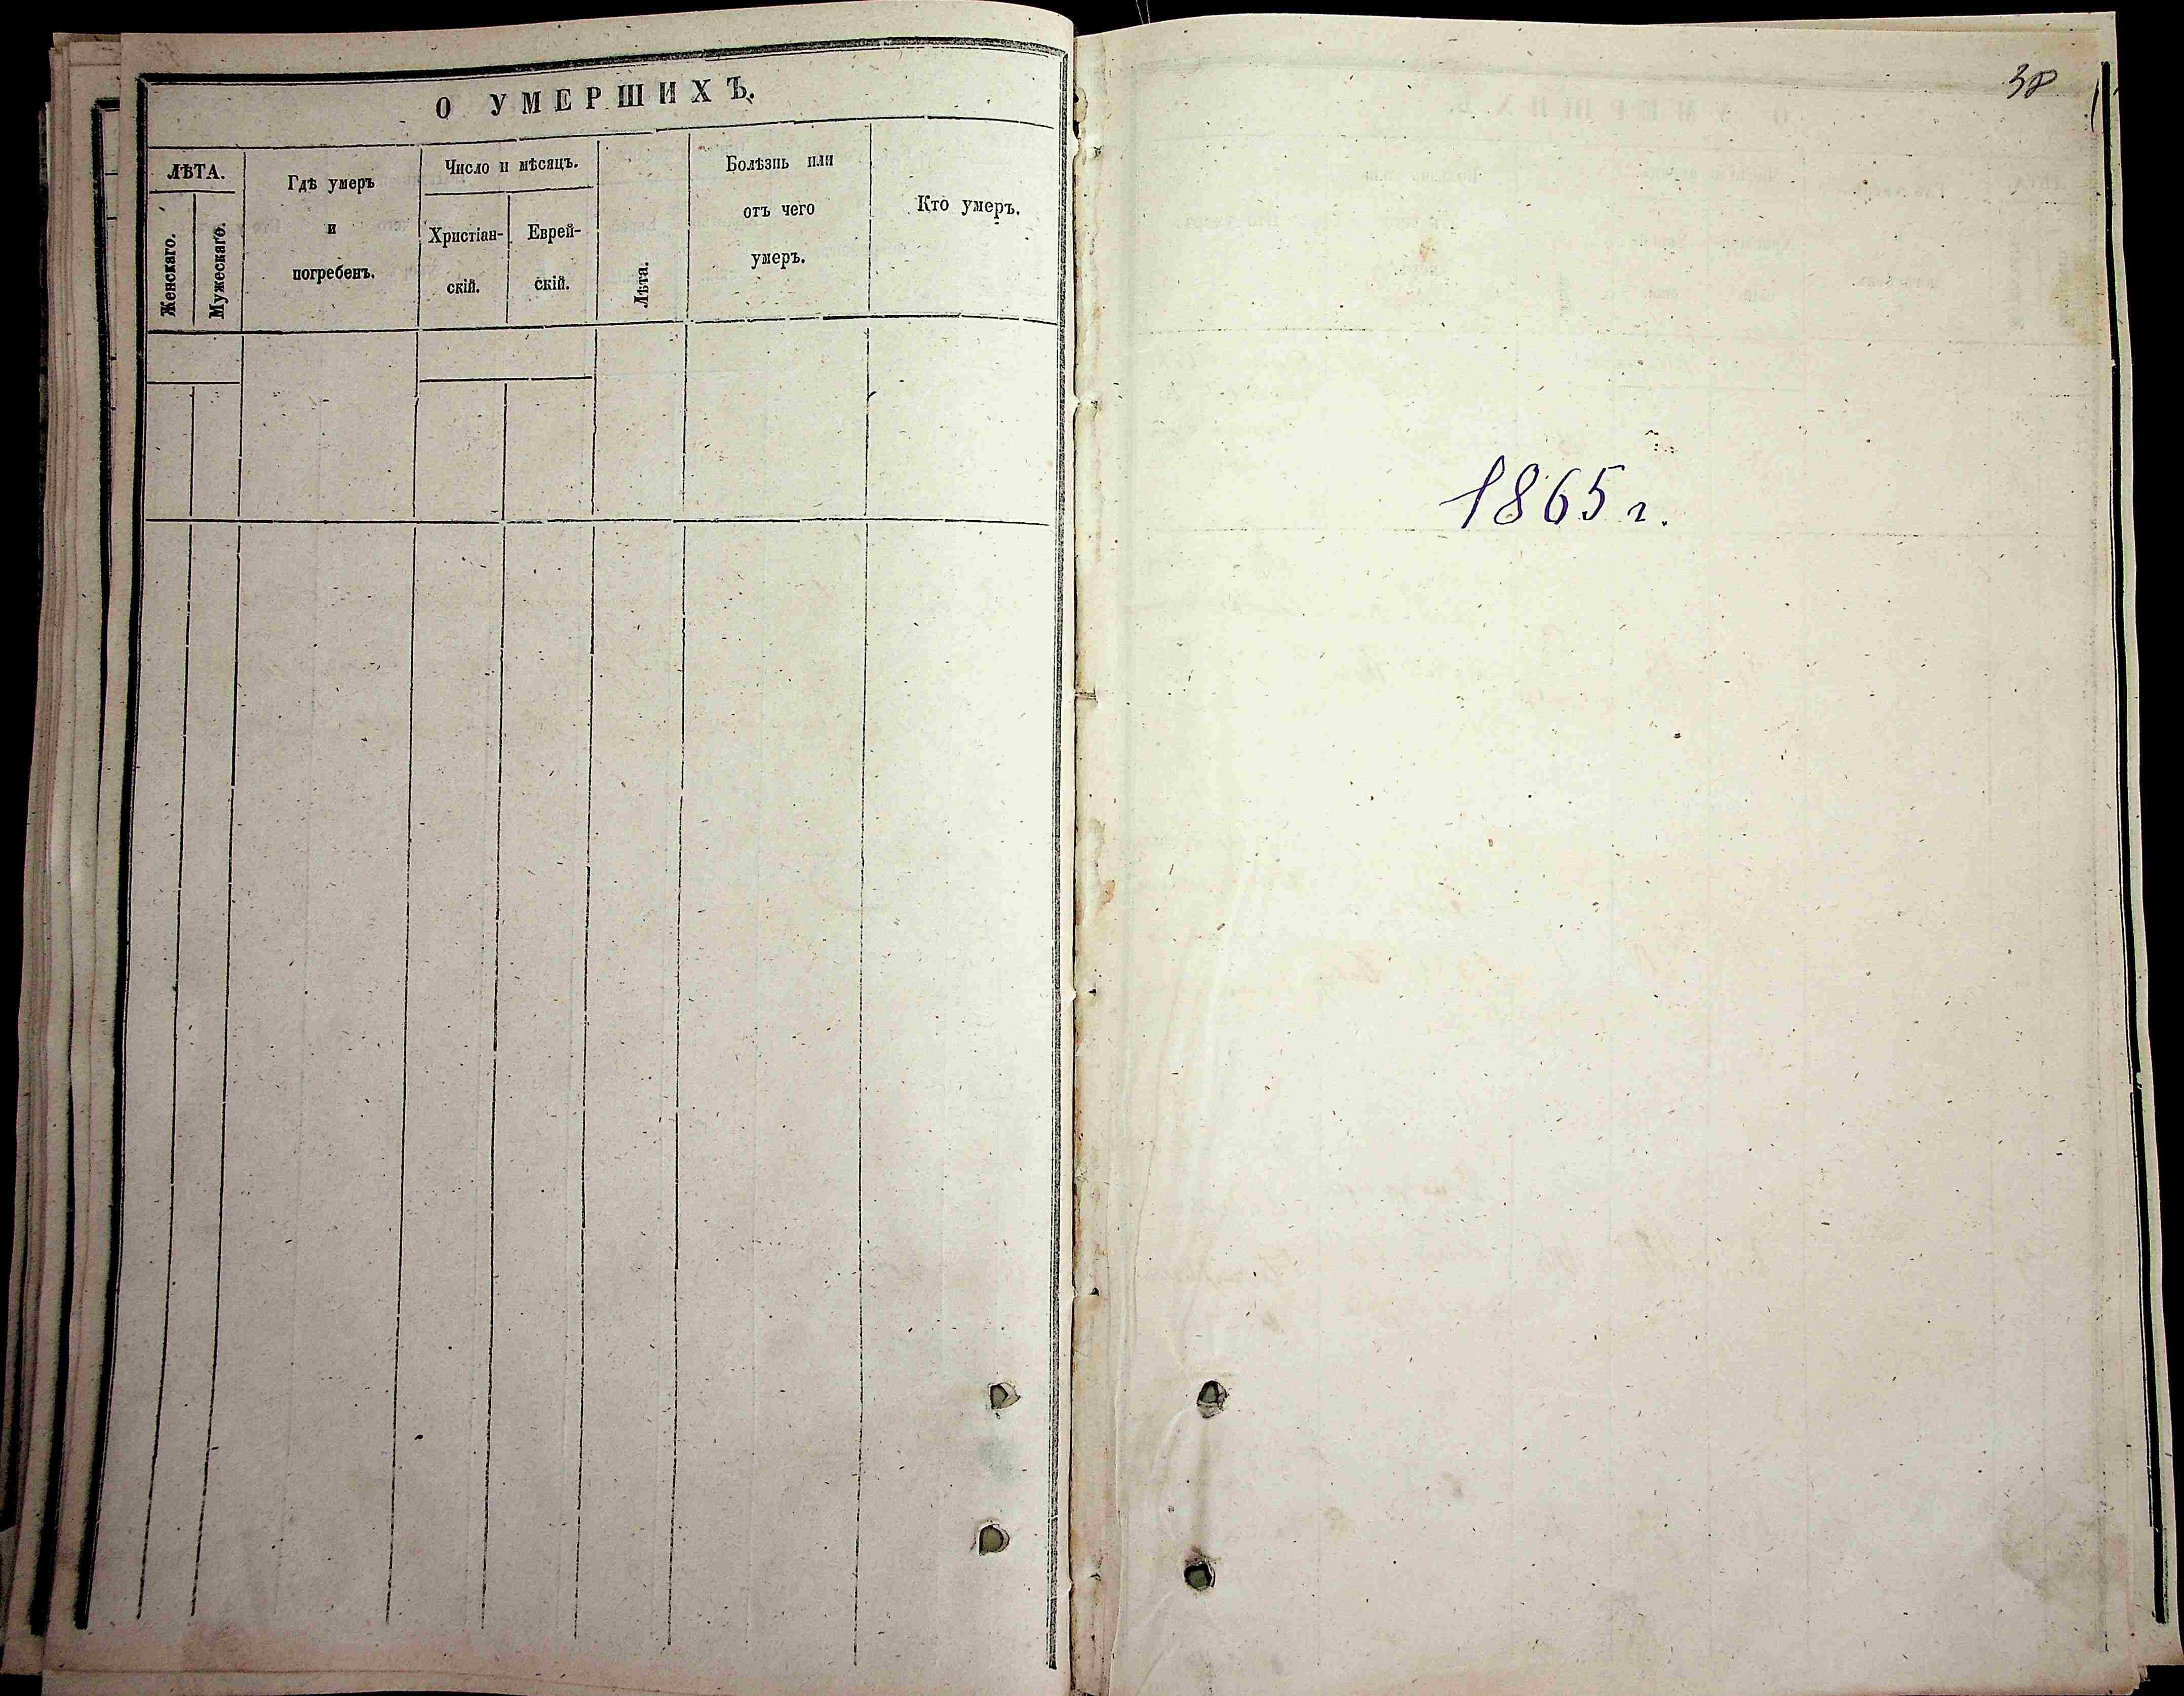 О УМЕРШИХЪ.
ЛѢТА.
Женскаго.
Мужескаго.
Гдѣ умеръ
и
погребенъ.
Число и мѣсяцъ.
Христіан-
скій.
Еврей-
скій.
Лѣта.
Болѣзнь или
отъ чего
умеръ.
Кто умеръ.
38
1865 г.